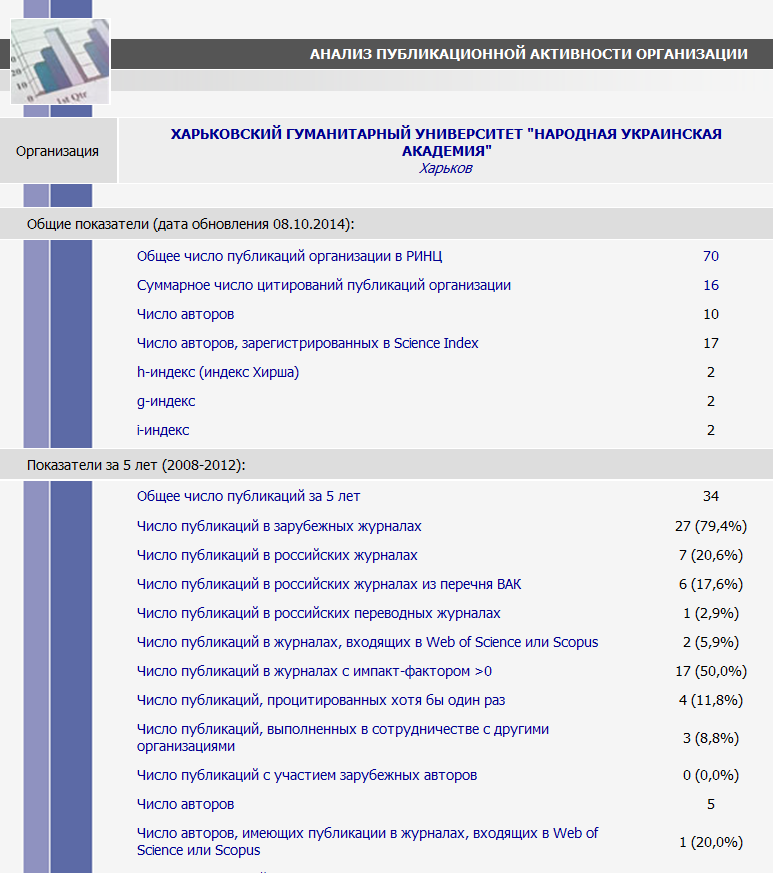 АНАЛИЗ ПУБЛИКАЦИОННОЙ АКТИВНОСТИ ОРГАНИЗАЦИИ
20
10
0
1st Qtr
Организация
ХАРЬКОВСКИЙ ГУМАНИТАРНЫЙ УНИВЕРСИТЕТ "НАРОДНАЯ УКРАИНСКАЯ
АКАДЕМИЯ"
Харьков
Общие показатели (дата обновления 08.10.2014):
Общее число публикаций организации в РИНЦ 70
Суммарное число цитирований публикаций организации 16
Число авторов 10
Число авторов, зарегистрированных в Science Index 17
h-индекс (индекс Хирша) 2
g-индекс 2
i-индекс 2
Показатели за 5 лет (2008-2012):
Общее число публикаций за 5 лет 34
Число публикаций в зарубежных журналах 27 (79,4%)
Число публикаций в российских журналах 7 (20,6%)
Число публикаций в российских журналах из перечня ВАК 6 (17,6%)
Число публикаций в российских переводных журналах 1 (2,9%)
Число публикаций в журналах, входящих в Web of Science или Scopus 2 (5,9%)
Число публикаций в журналах с импакт-фактором >0 17 (50,0%)
Число публикаций, процитированных хотя бы один раз 4 (11,8%)
Число публикаций, выполненных в сотрудничестве с другими
организациями 3 (8,8%)
Число публикаций с участием зарубежных авторов 0 (0,0%)
Число авторов 5
Число авторов, имеющих публикации в журналах, входящих в Web of
Science или Scopus 1 (20,0%)